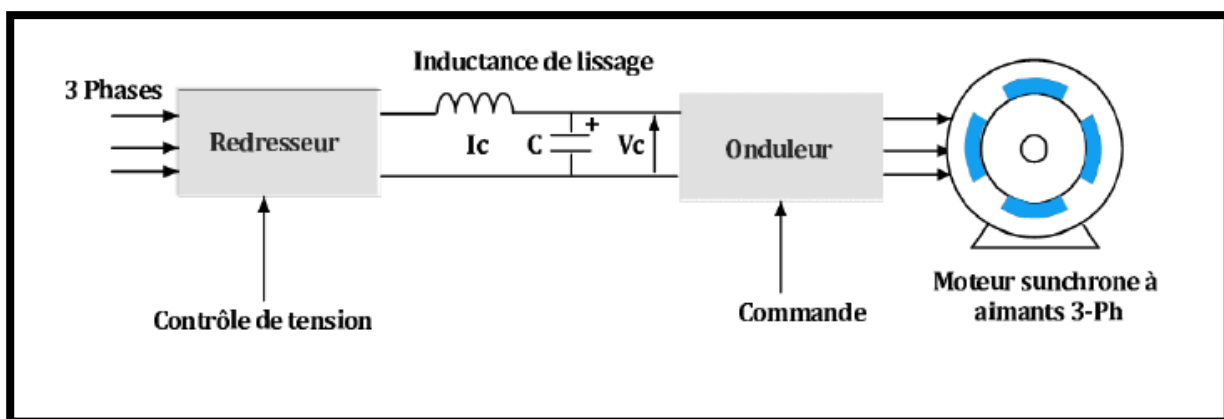 Inductance de lissage
3 Phases
Redresseur
Ic
C
+
Vc
Onduleur
Contrôle de tension
Commande
Moteur sunchrone à
aimants 3-Ph